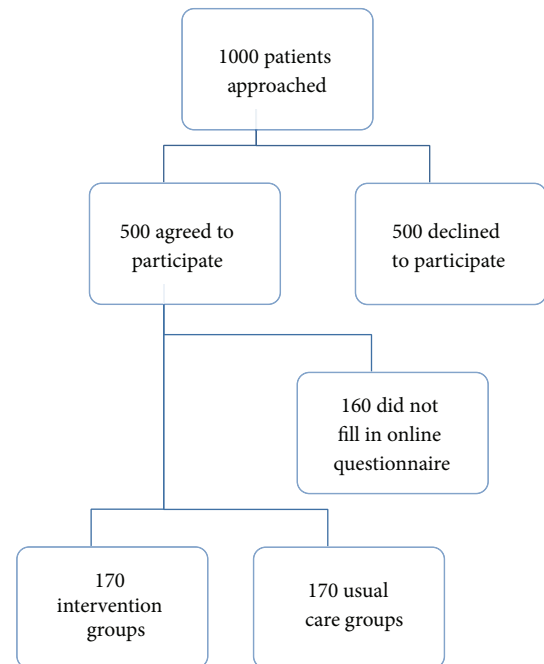 1000 patients
approached
500 agreed to
participate
500 declined
to participate
160 did not
fill in online
questionnaire
170
intervention
groups
170 usual
care groups